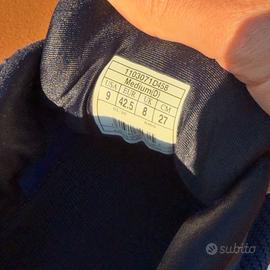 1103071D458
Medium(D)
USA EUR UK CM
9 42.5 8 27
subito